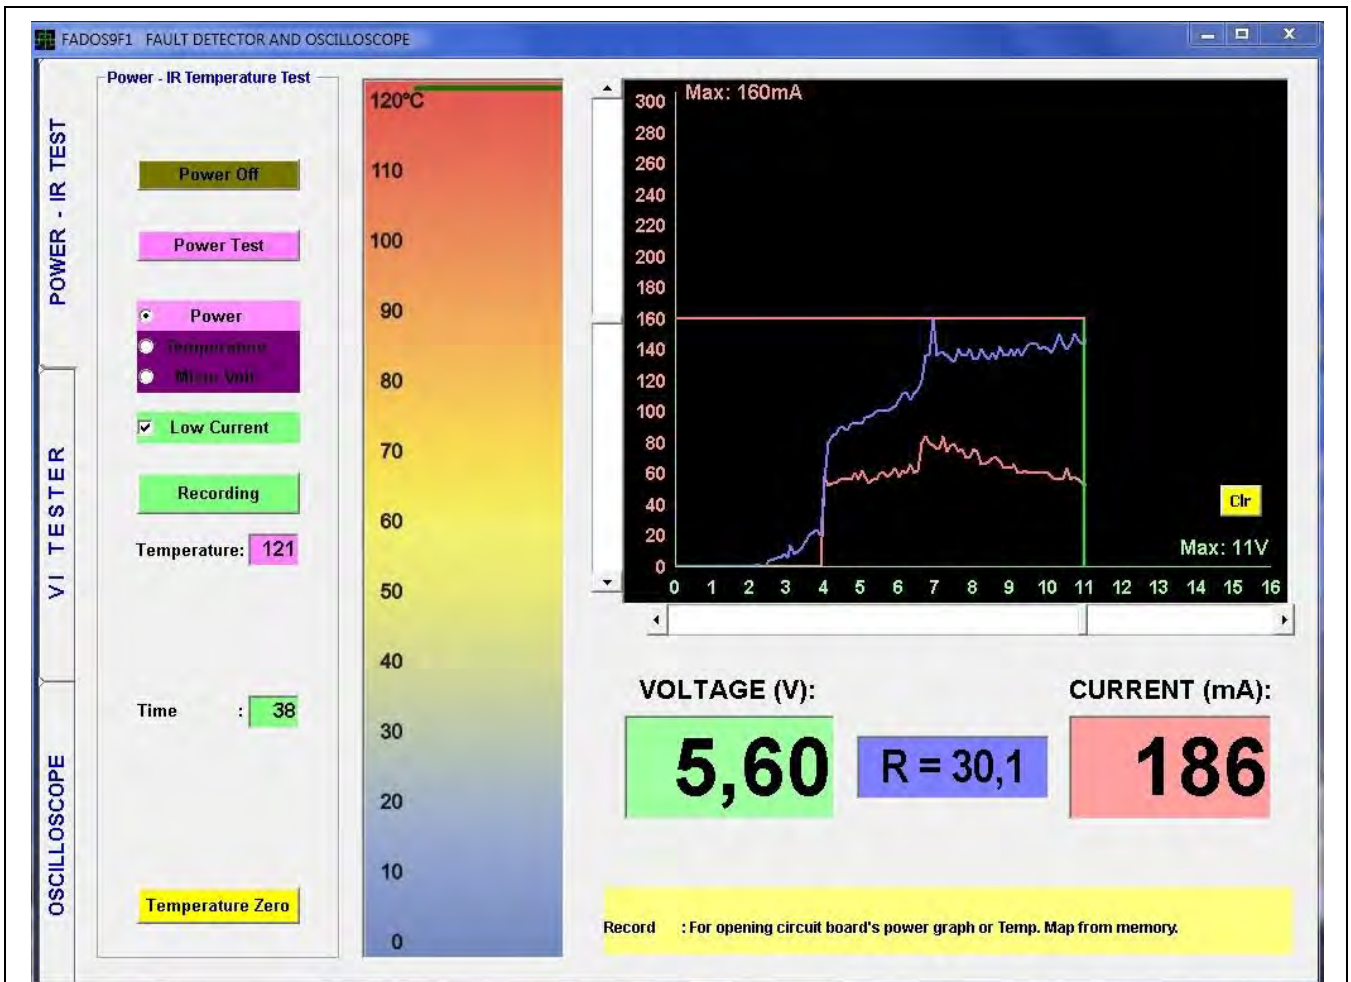 FADOS9F1 FAULT DETECTOR AND OSCILLOSCOPE
POWER - IR TEST
VI TESTER
OSCILLOSCOPE
Power - IR Temperature Test
Power Off
Power Test
Power
Temperature
Micro Volt
Low Current
Recording
Temperature: 121
Time : 38
Temperature Zero
120°C
110
100
90
80
70
60
50
40
30
20
10
0
Max: 160mA
300
280
260
240
220
200
180
160
140
120
100
80
60
40
20
0
Clr
Max: 11V
0 1 2 3 4 5 6 7 8 9 10 11 12 13 14 15 16
VOLTAGE (V): CURRENT (mA):
5,60 R = 30,1 186
Record : For opening circuit board's power graph or Temp. Map from memory.